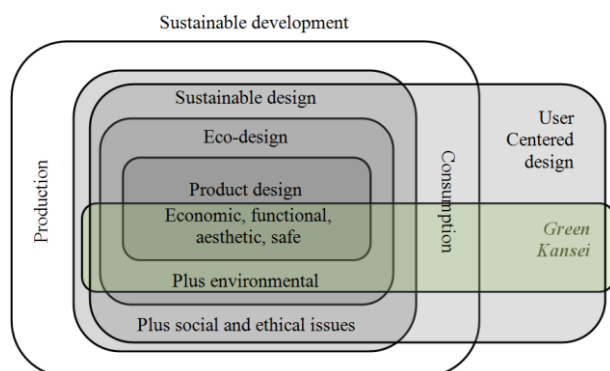 Sustainable development
Production
Sustainable design
Eco-design
Product design
Economic, functional,
aesthetic, safe
Plus environmental
Plus social and ethical issues
Consumption
User
Centered
design
Green
Kansei